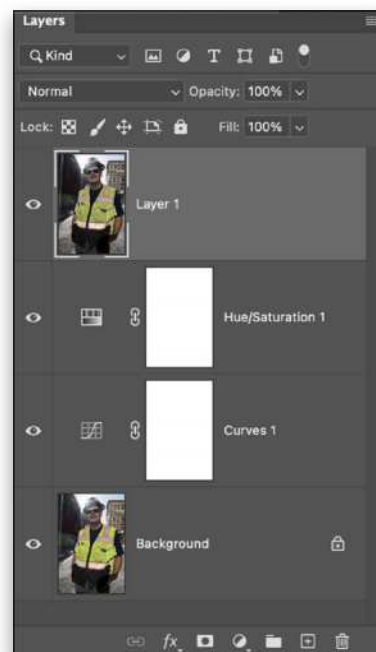 Layers
Kind
Normal Opacity: 100%
Lock: Fill: 100%
Layer 1
Hue/Saturation 1
Curves 1
Background
fx